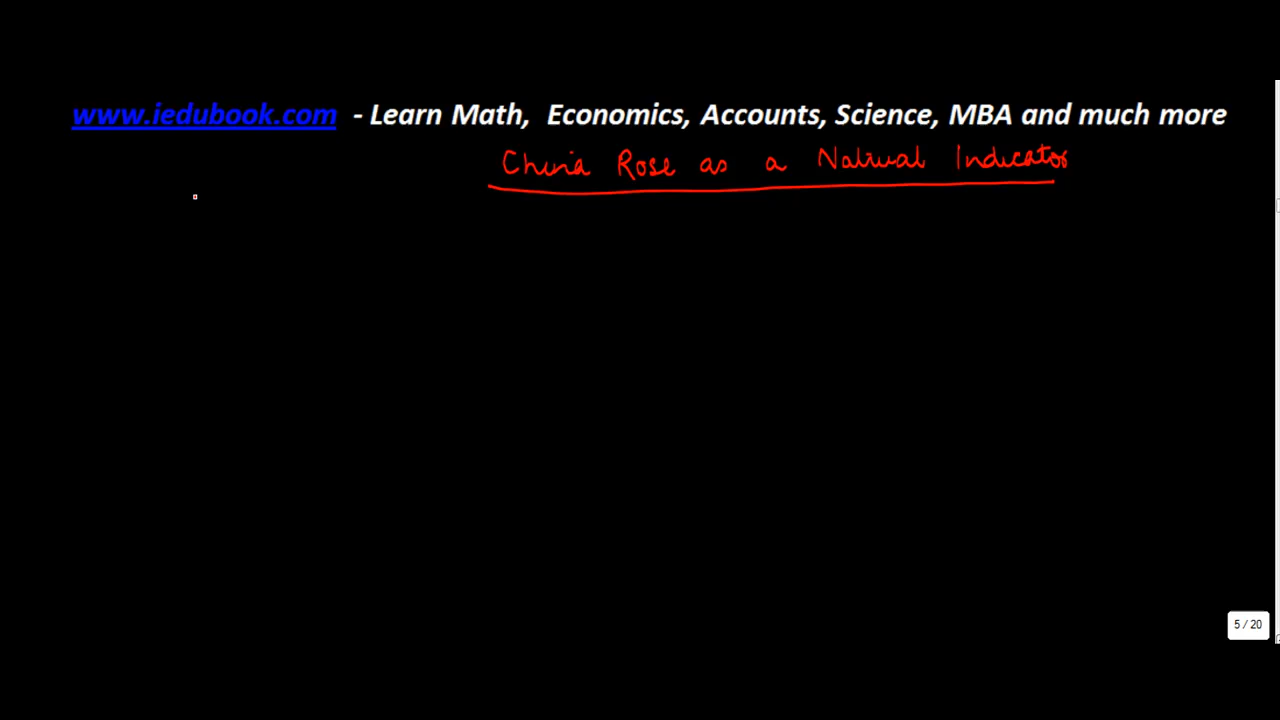 www.iedubook.com - Learn Math, Economics, Accounts, Science, MBA and much more
China Rose as a Natural Indicator
5 / 20